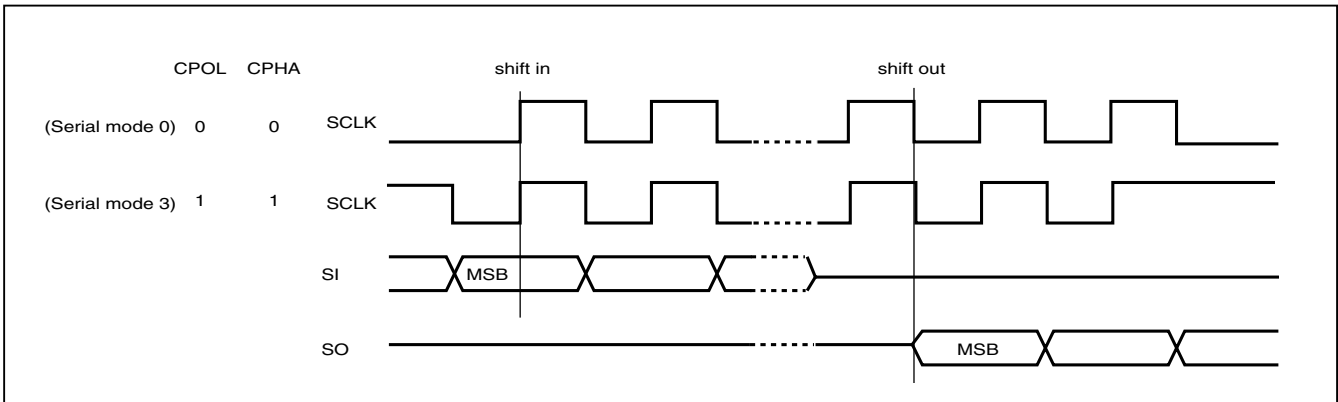 CPOL CPHA shift in shift out
(Serial mode 0) 0 0 SCLK
(Serial mode 3) 1 1 SCLK
SI MSB
SO MSB